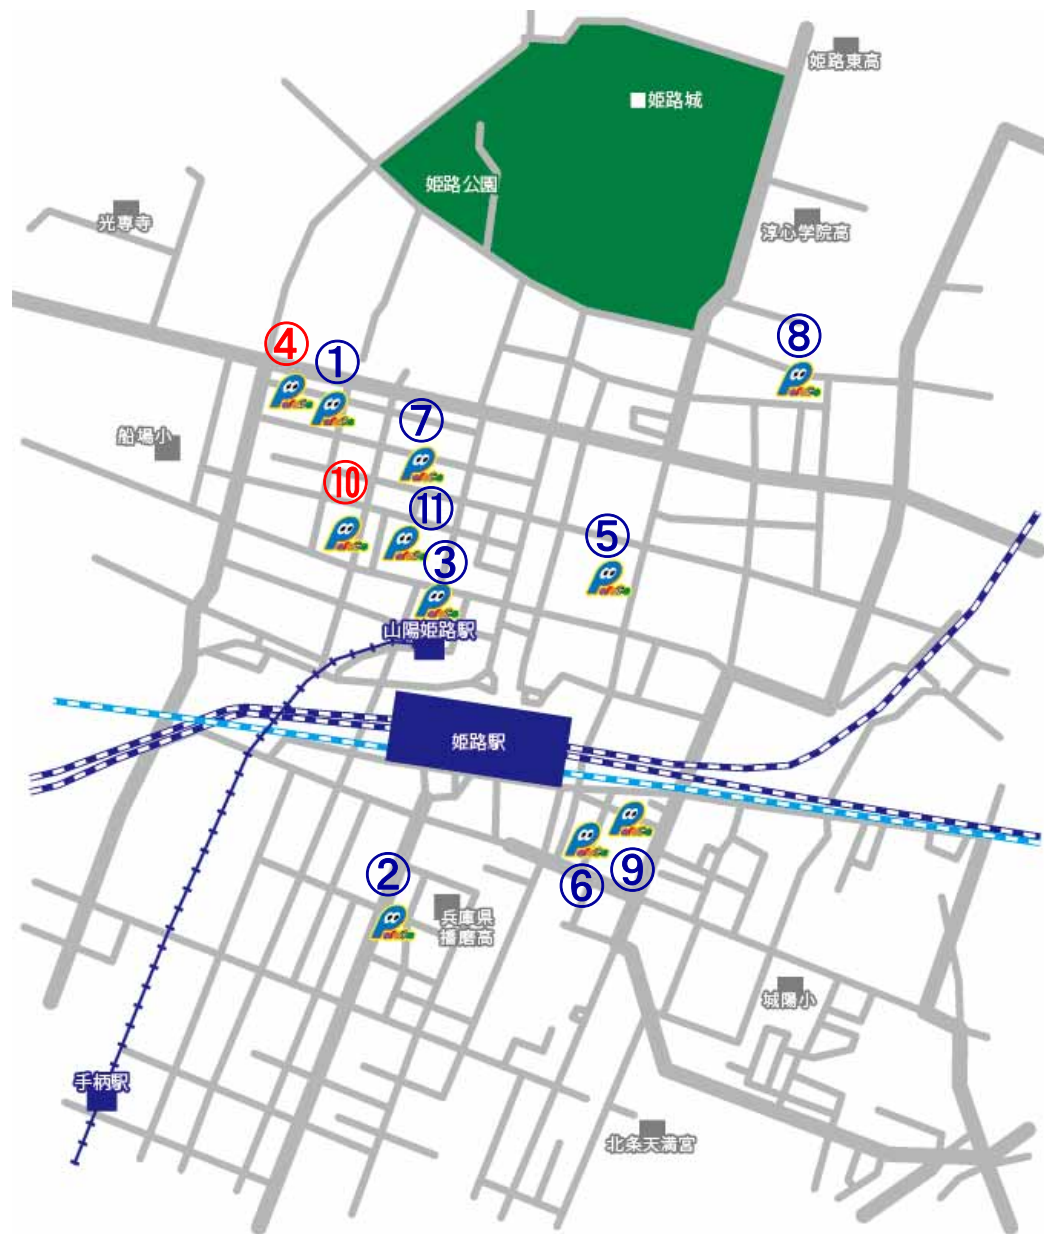 姫路東高
姫路城
姫路公園
光専寺
淳心学院高
⑧
④
①
⑦
船場小
⑩
⑪
⑤
③
山陽姫路駅
姫路駅
⑨
②
⑥
兵庫県
播磨高
城陽小
手柄駅
北条天満宮